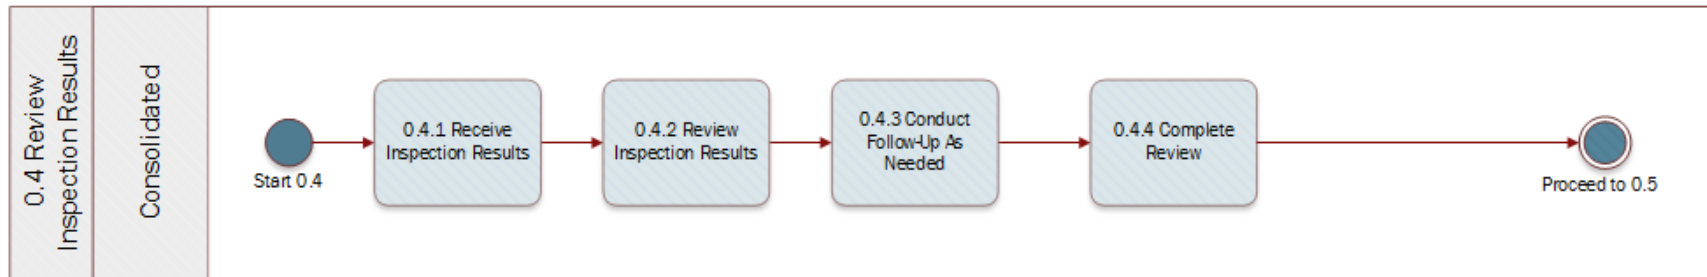 0.4 Review
Inspection Results
Consolidated
Start 0.4
0.4.1 Receive
Inspection Results
0.4.2 Review
Inspection Results
0.4.3 Conduct
Follow-Up As
Needed
0.4.4 Complete
Review
Proceed to 0.5